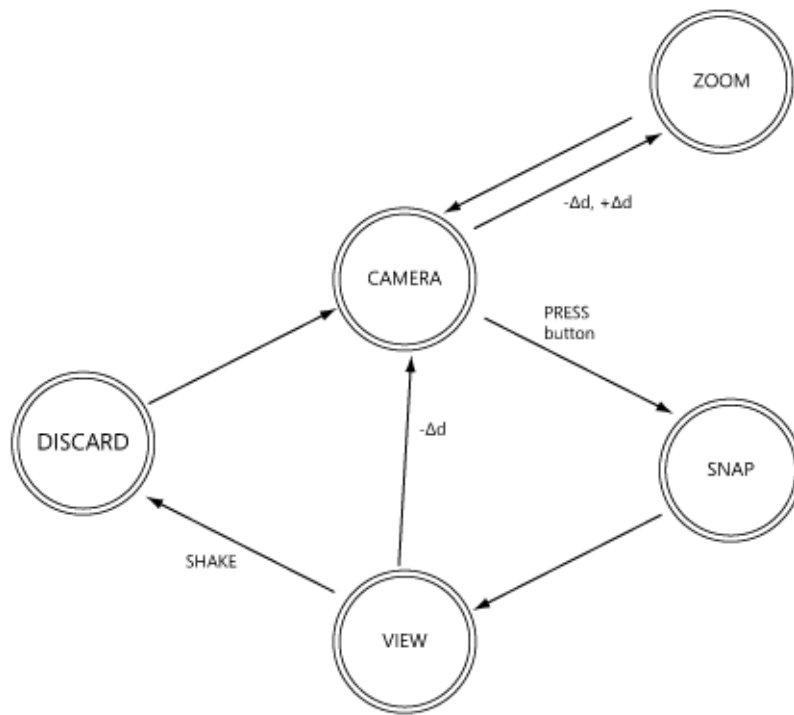 ZOOM
-Δd, +Δd
CAMERA
PRESS
button
-Δd
DISCARD
SNAP
SHAKE
VIEW